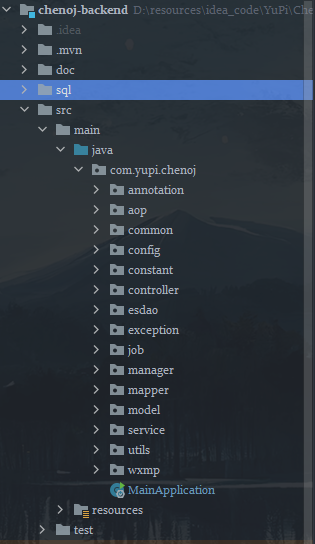 chenoj-backend D:\resources\idea_code\YuPi\Che
.idea
.mvn
doc
sql
src
main
java
com.yupi.chenoj
annotation
aop
common
config
constant
controller
esdao
exception
job
manager
mapper
model
service
utils
wxmp
MainApplication
resources
test